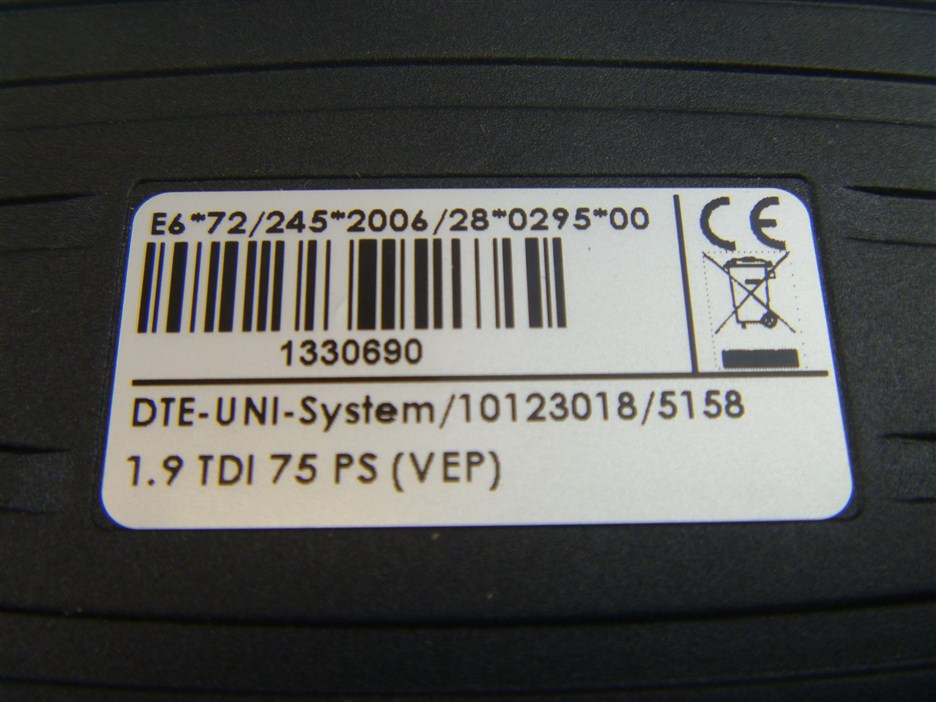 E6*72/245*2006/28*0295*00
CE
1330690
DTE-UNI-System/10123018/5158
1.9 TDI 75 PS (VEP)